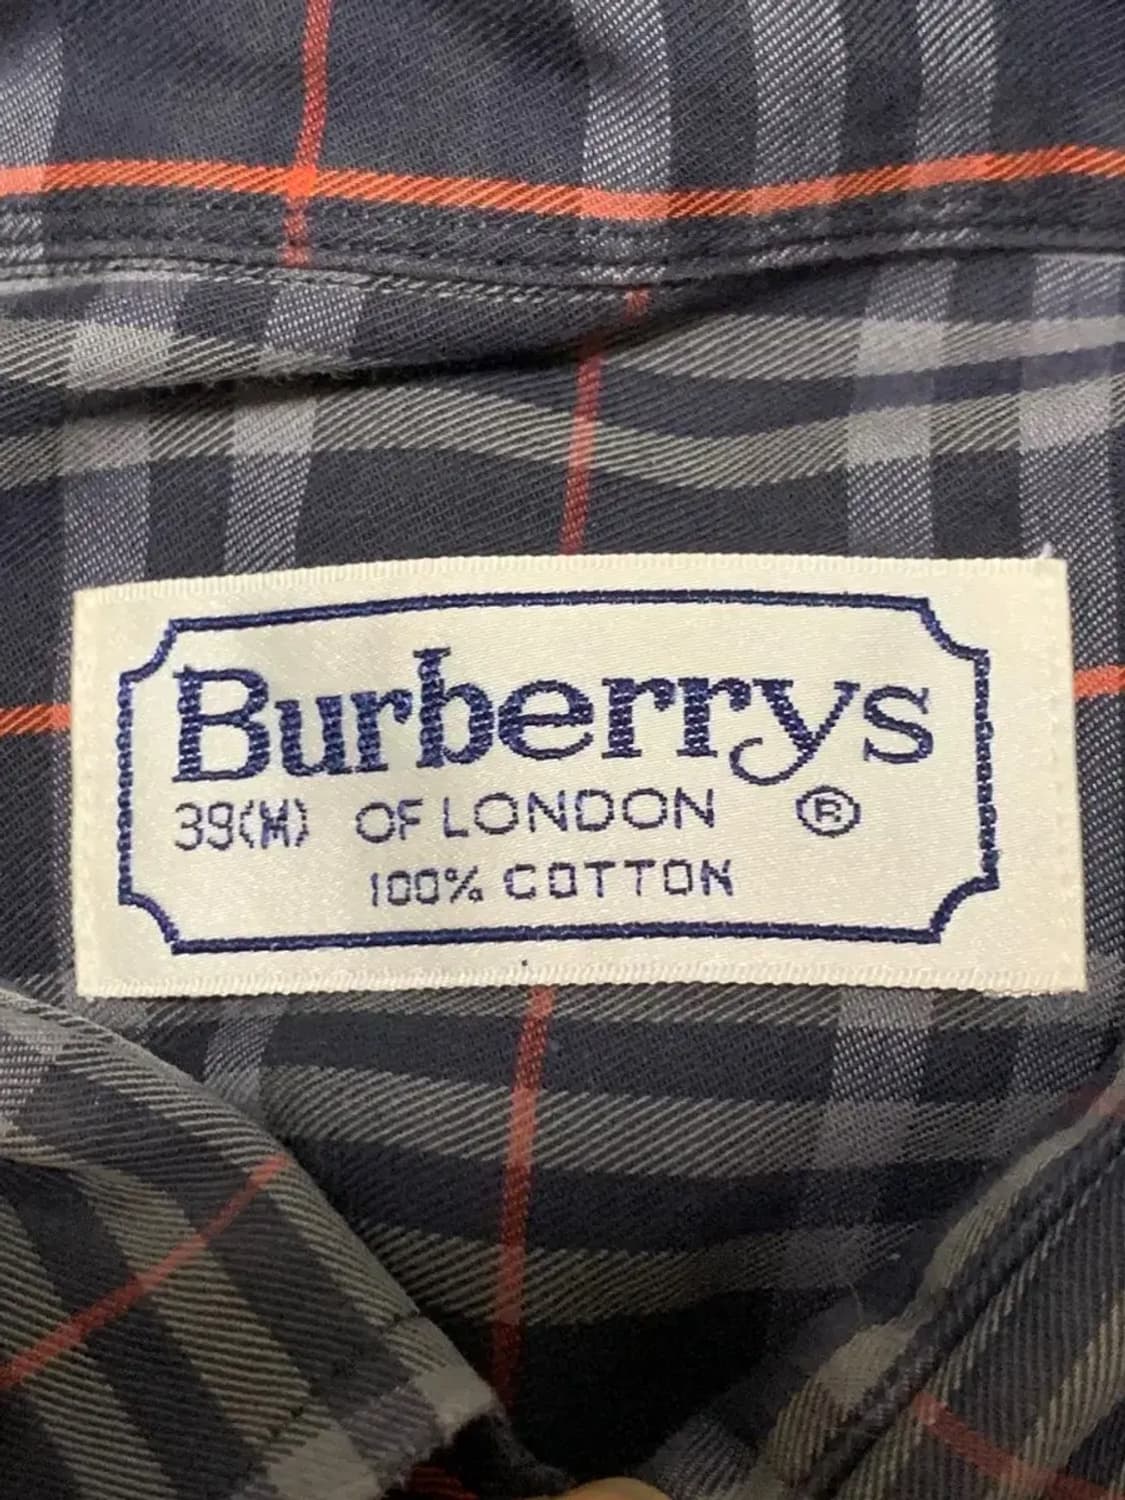 Burberrys
39(M) OF LONDON ®
100% COTTON